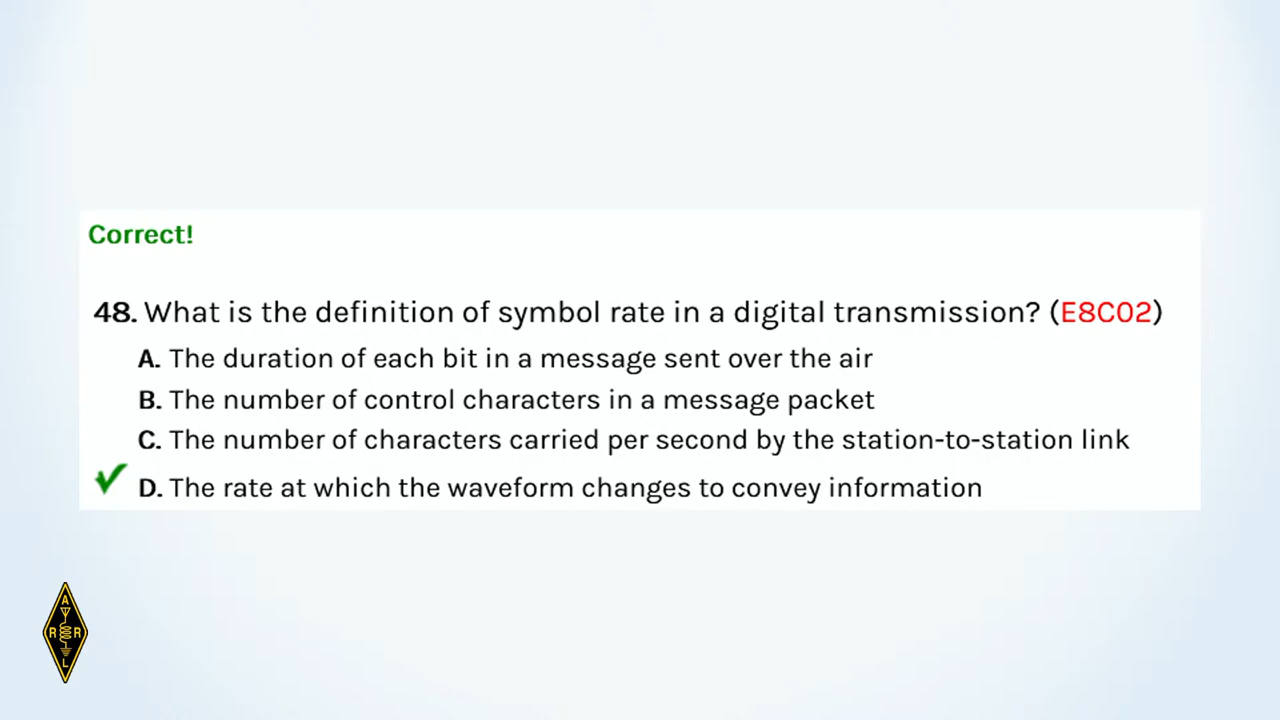 Correct!
48. What is the definition of symbol rate in a digital transmission? (E8C02)
A. The duration of each bit in a message sent over the air
B. The number of control characters in a message packet
C. The number of characters carried per second by the station-to-station link
D. The rate at which the waveform changes to convey information
A
R R
L